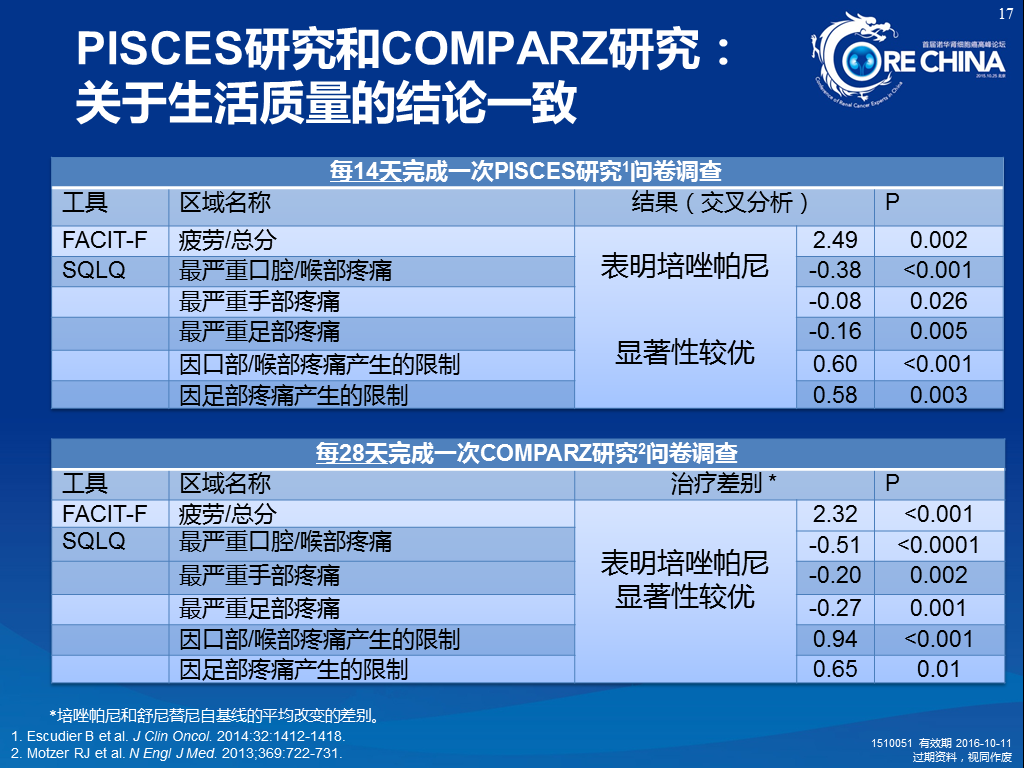 17
PISCES研究和COMPARZ研究：
关于生活质量的结论一致
首届诺华肾细胞癌高峰论坛
ORE CHINA
2015.10.25 北京
Conference of Renal Cancer Experts in China
每14天完成一次PISCES研究1问卷调查
工具 区域名称 结果（交叉分析） P
FACIT-F 疲劳/总分 2.49 0.002
SQLQ 最严重口腔/喉部疼痛 表明培唑帕尼 -0.38 <0.001
最严重手部疼痛 -0.08 0.026
最严重足部疼痛 显著性较优 -0.16 0.005
因口部/喉部疼痛产生的限制 0.60 <0.001
因足部疼痛产生的限制 0.58 0.003
每28天完成一次COMPARZ研究2问卷调查
工具 区域名称 治疗差别 * P
FACIT-F 疲劳/总分 2.32 <0.001
SQLQ 最严重口腔/喉部疼痛 -0.51 <0.0001
最严重手部疼痛 表明培唑帕尼 -0.20 0.002
最严重足部疼痛 显著性较优 -0.27 0.001
因口部/喉部疼痛产生的限制 0.94 <0.001
因足部疼痛产生的限制 0.65 0.01
*培唑帕尼和舒尼替尼自基线的平均改变的差别。
1. Escudier B et al. J Clin Oncol. 2014:32:1412-1418.
2. Motzer RJ et al. N Engl J Med. 2013;369:722-731.
1510051 有效期 2016-10-11
过期资料，视同作废